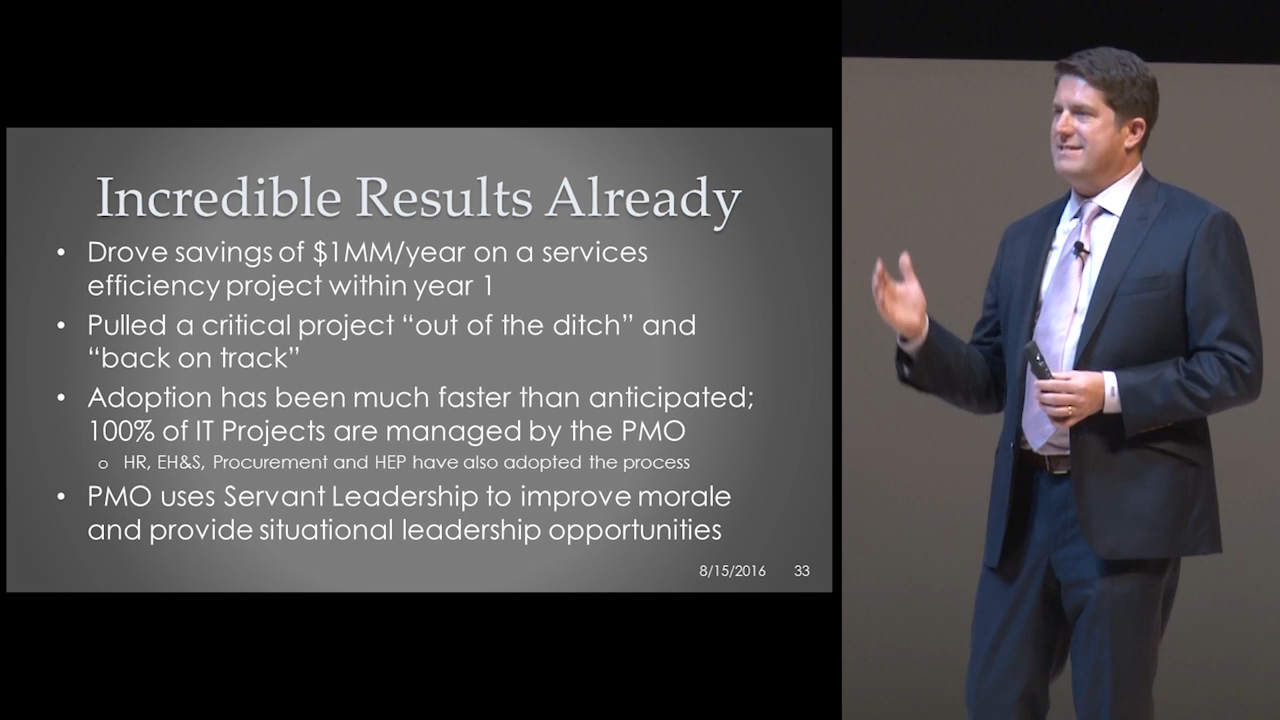 Incredible Results Already
• Drove savings of $1MM/year on a services
efficiency project within year 1
• Pulled a critical project “out of the ditch” and
“back on track”
• Adoption has been much faster than anticipated;
100% of IT Projects are managed by the PMO
o HR, EH&S, Procurement and HEP have also adopted the process
• PMO uses Servant Leadership to improve morale
and provide situational leadership opportunities
8/15/2016 33